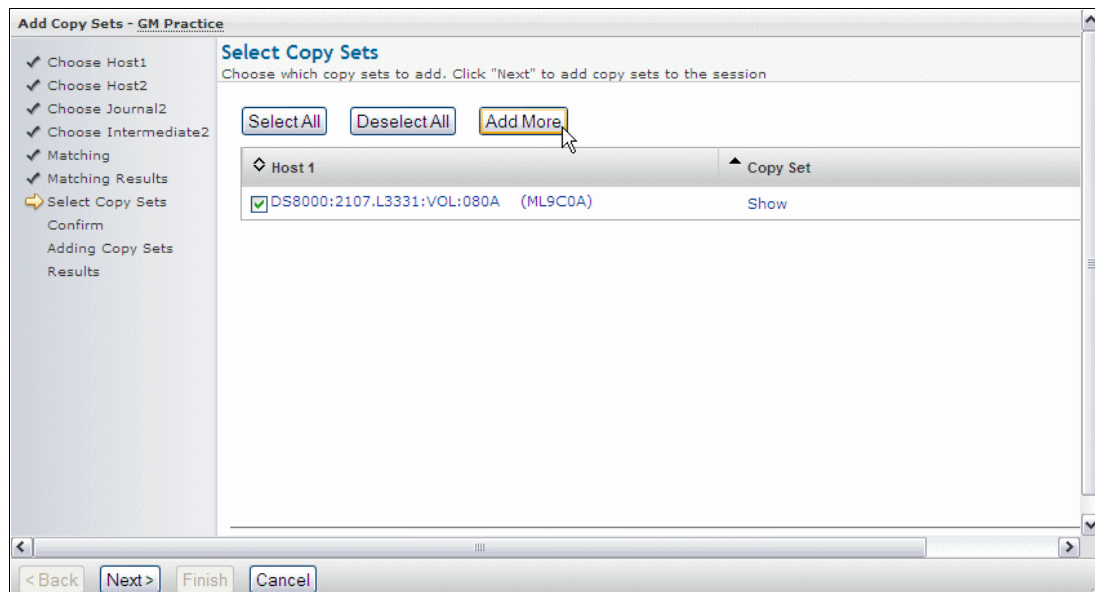 Add Copy Sets - GM Practice
Choose Host1
Choose Host2
Choose Journal2
Choose Intermediate2
Matching
Matching Results
Select Copy Sets
Confirm
Adding Copy Sets
Results
Select Copy Sets
Choose which copy sets to add. Click "Next" to add copy sets to the session
Select All Deselect All Add More
Host 1 Copy Set
DS8000:2107.L3331:VOL:080A (ML9C0A) Show
< Back Next > Finish Cancel